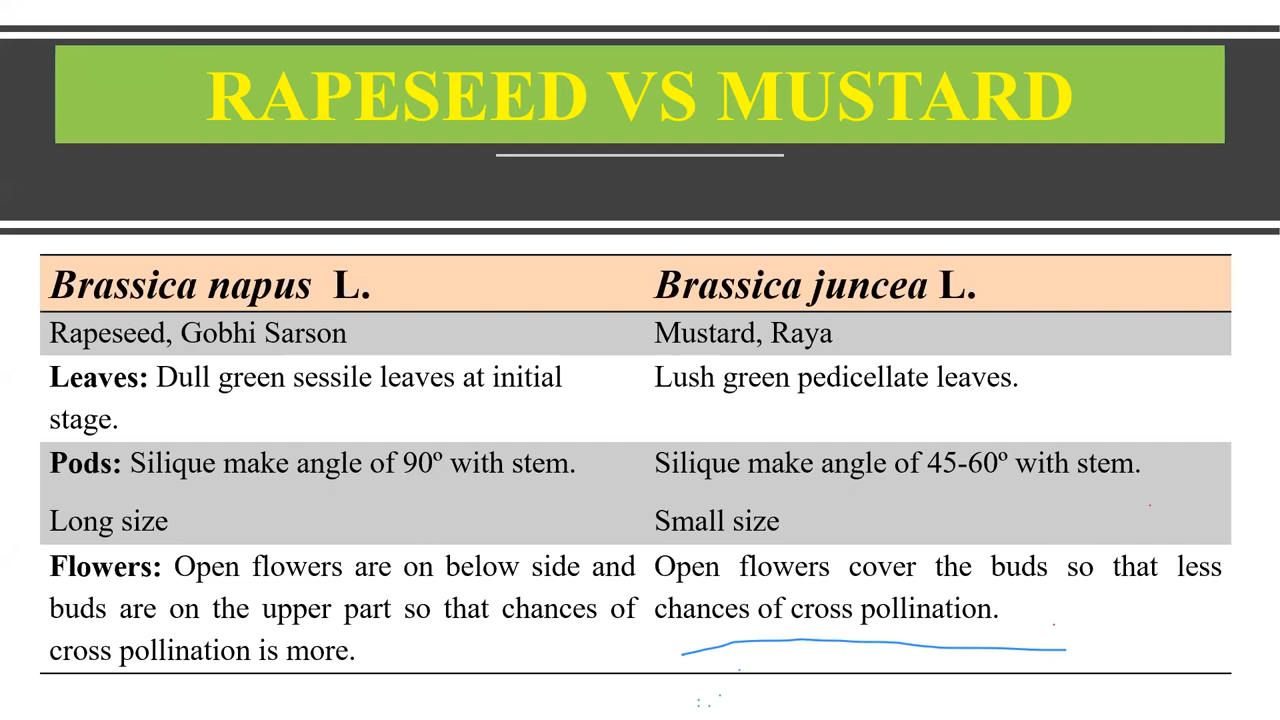 RAPESEED VS MUSTARD
Brassica napus L.
Brassica juncea L.
Rapeseed, Gobhi Sarson
Mustard, Raya
Leaves: Dull green sessile leaves at initial
stage.
Lush green pedicellate leaves.
Pods: Silique make angle of 90º with stem.
Long size
Silique make angle of 45-60º with stem.
Small size
Flowers: Open flowers are on below side and
buds are on the upper part so that chances of
cross pollination is more.
Open flowers cover the buds so that less
chances of cross pollination.